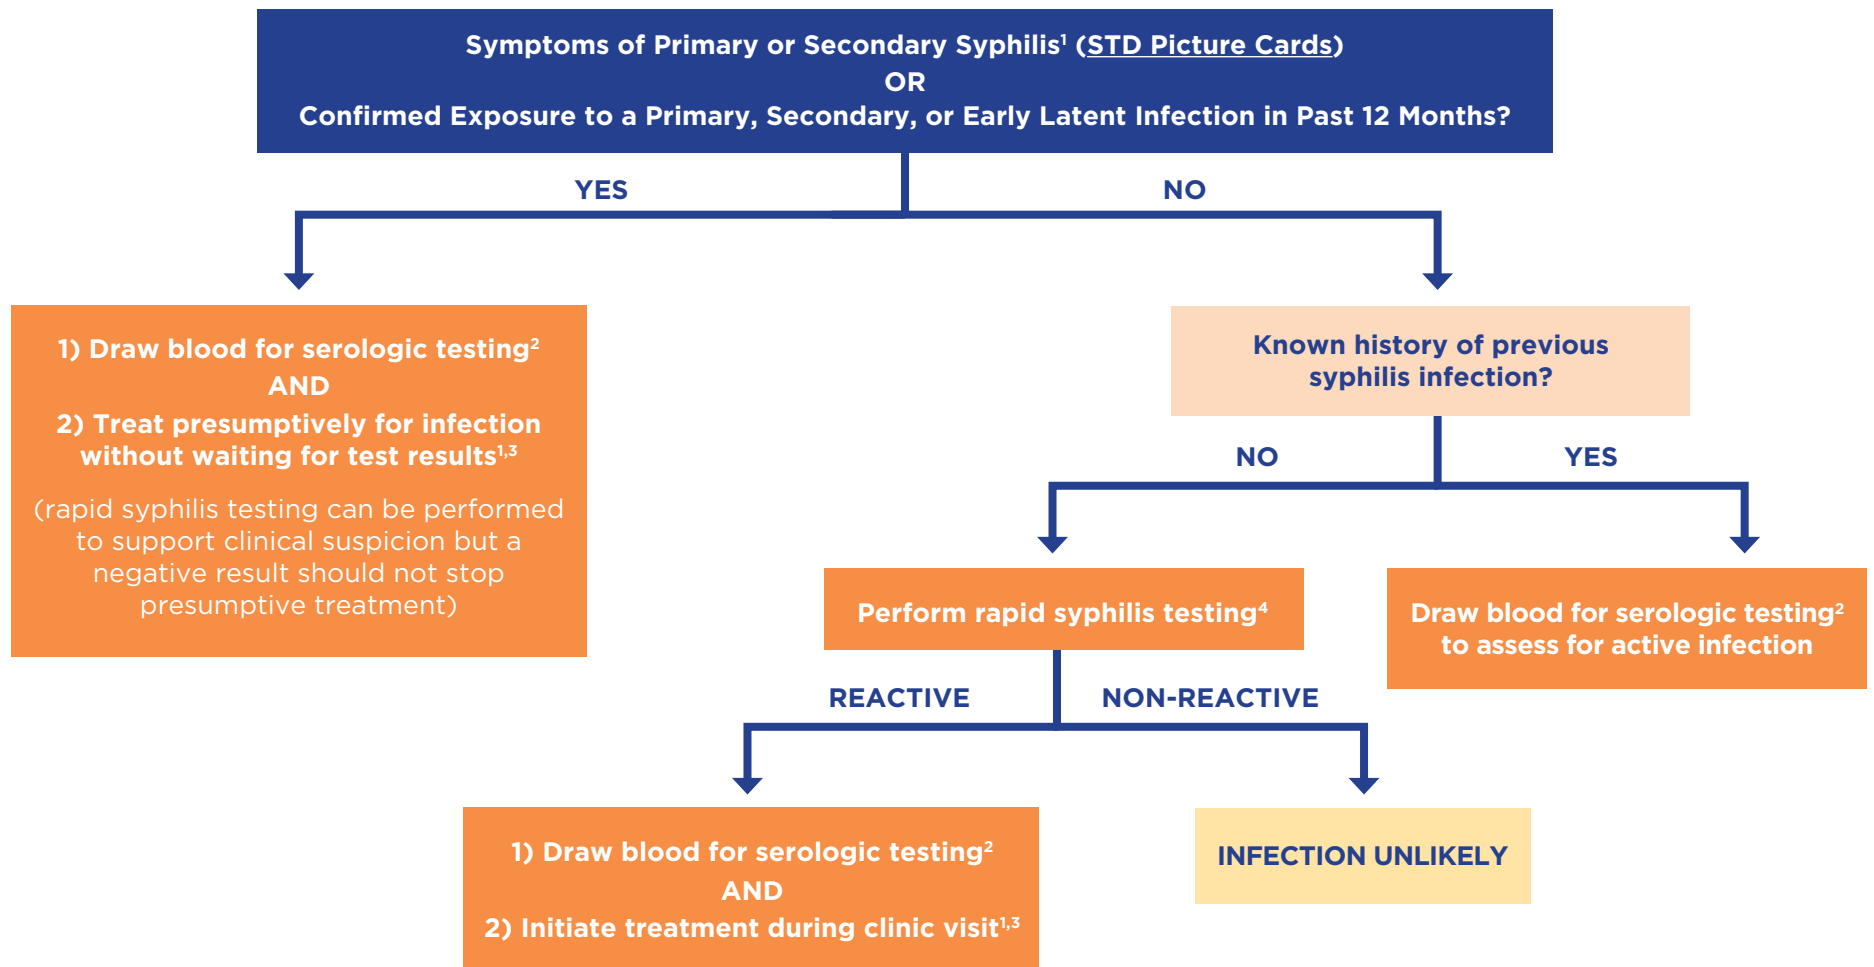 Symptoms of Primary or Secondary Syphilis¹ (STD Picture Cards)
OR
Confirmed Exposure to a Primary, Secondary, or Early Latent Infection in Past 12 Months?
YES
NO
1) Draw blood for serologic testing²
AND
2) Treat presumptively for infection
without waiting for test results¹,³
(rapid syphilis testing can be performed
to support clinical suspicion but a
negative result should not stop
presumptive treatment)
Known history of previous
syphilis infection?
NO
YES
Perform rapid syphilis testing⁴
Draw blood for serologic testing²
to assess for active infection
REACTIVE
NON-REACTIVE
1) Draw blood for serologic testing²
AND
2) Initiate treatment during clinic visit¹,³
INFECTION UNLIKELY